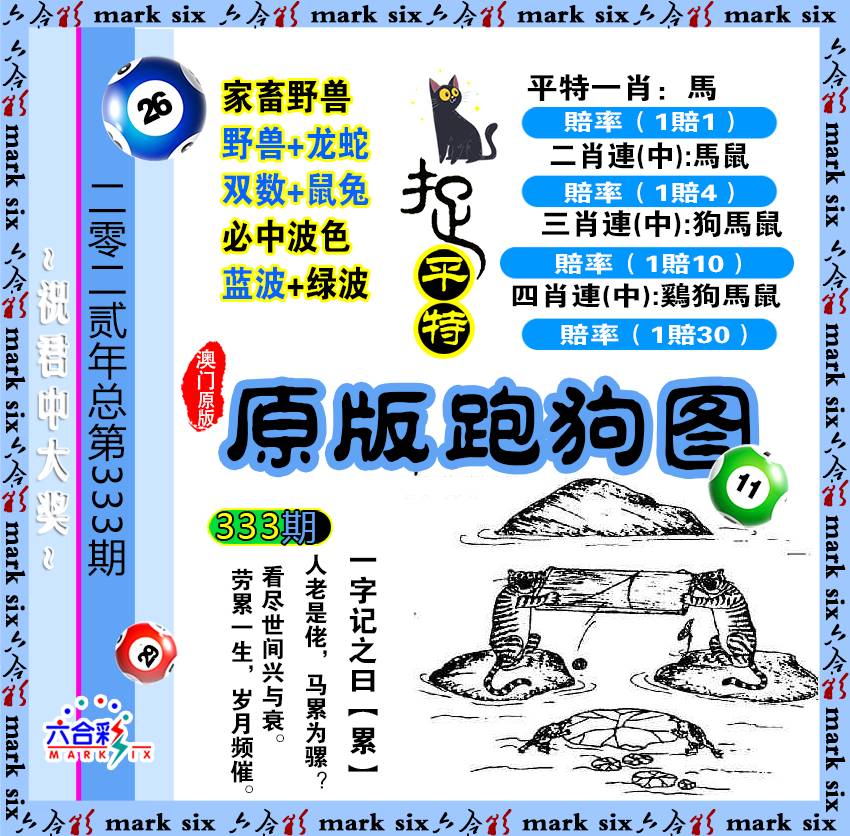 六合彩 mark six 六合彩 mark six 六合彩 mark six 六合彩 mark six
26
家畜野兽
野兽+龙蛇
双数+鼠兔
必中波色
蓝波+绿波
捉
平
特
平特一肖：馬
賠率（1賠1）
二肖連(中):馬鼠
賠率（1賠4）
三肖連(中):狗馬鼠
賠率（1賠10）
四肖連(中):鷄狗馬鼠
賠率（1賠30）
二零二贰年总第333期
~祝君中大奖~
澳门原版
原版跑狗图
11
333期
一字记之曰【累】
人老是佬，马累为骡？
看尽世间兴与衰。
劳累一生，岁月频催。
29
六合彩
MARK SIX
六合彩 mark six 六合彩 mark six 六合彩 mark six 六合彩 mark six